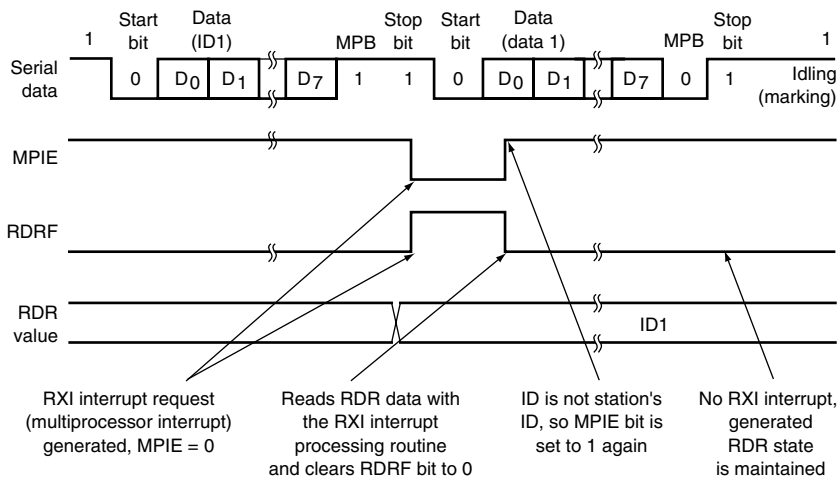 1 Start bit Data (ID1) MPB Stop bit Start bit Data (data 1) MPB Stop bit 1
Serial data 0 D0 D1 D7 1 1 0 D0 D1 D7 0 1 Idling (marking)
MPIE
RDRF
RDR value ID1
RXI interrupt request
(multiprocessor interrupt)
generated, MPIE = 0
Reads RDR data with
the RXI interrupt
processing routine
and clears RDRF bit to 0
ID is not station's
ID, so MPIE bit is
set to 1 again
No RXI interrupt,
generated
RDR state
is maintained